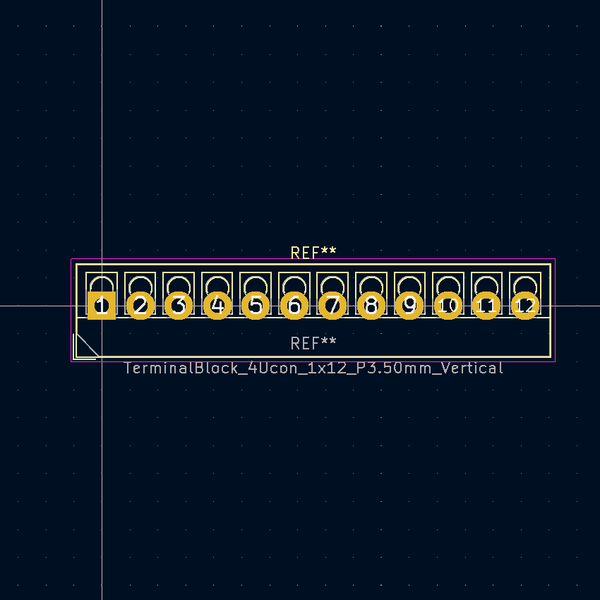 REF**
1 2 3 4 5 6 7 8 9 10 11 12
REF**
TerminalBlock_4Ucon_1x12_P3.50mm_Vertical